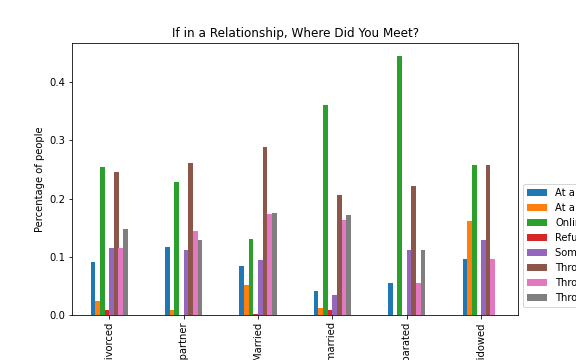 If in a Relationship, Where Did You Meet?
Percentage of people
0.4
0.3
0.2
0.1
0.0
ivorced
partner
Married
married
parated
idowed
At a
At a
Onlin
Refu
Som
Thro
Thro
Thro